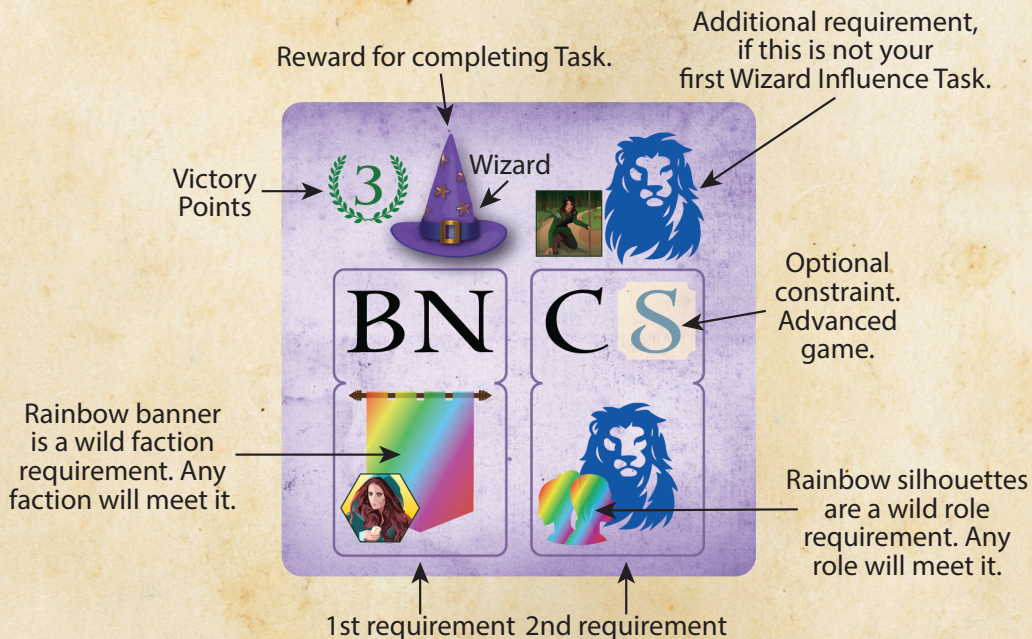 Additional requirement,
if this is not your
first Wizard Influence Task.
Reward for completing Task.
Victory
Points
3
Wizard
BN
C S
Optional
constraint.
Advanced
game.
Rainbow banner
is a wild faction
requirement. Any
faction will meet it.
Rainbow silhouettes
are a wild role
requirement. Any
role will meet it.
1st requirement
2nd requirement